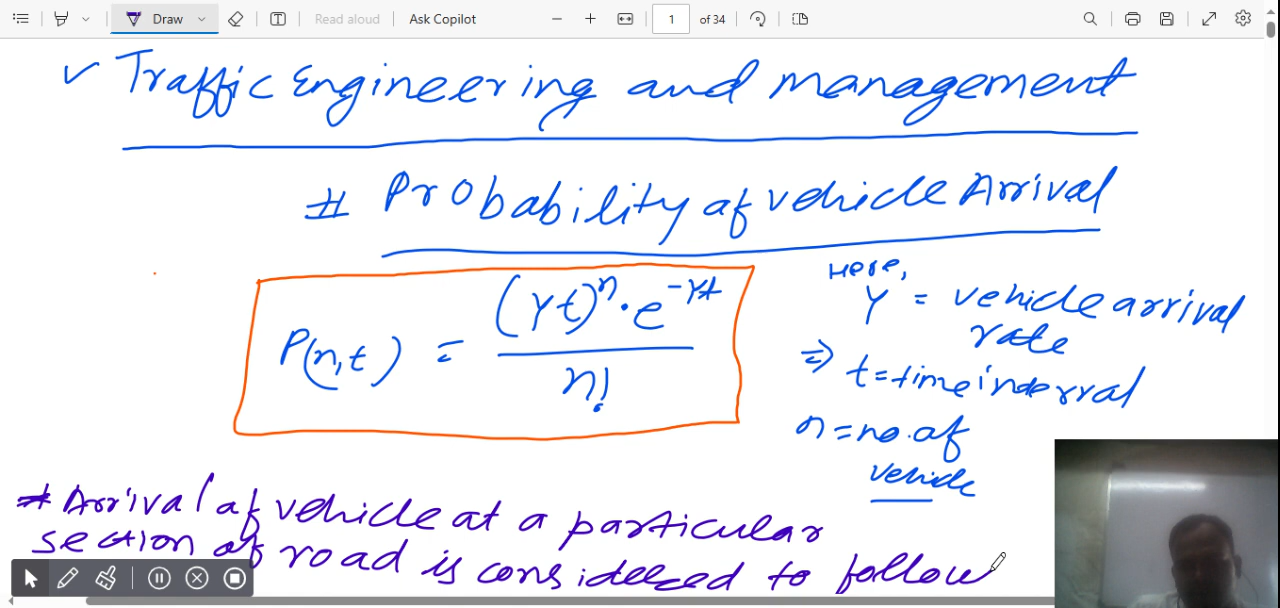 Draw
Read aloud
Ask Copilot
1 of 34
✓ Traffic Engineering and management
# Probability of vehicle Arrival
P(n,t) = (γt)^n · e^-γt / n!
Here,
γ = vehicle arrival
rate
⇒ t = time interval
n = no. of
vehicle
* Arrival of vehicle at a particular
section of road is considered to follow